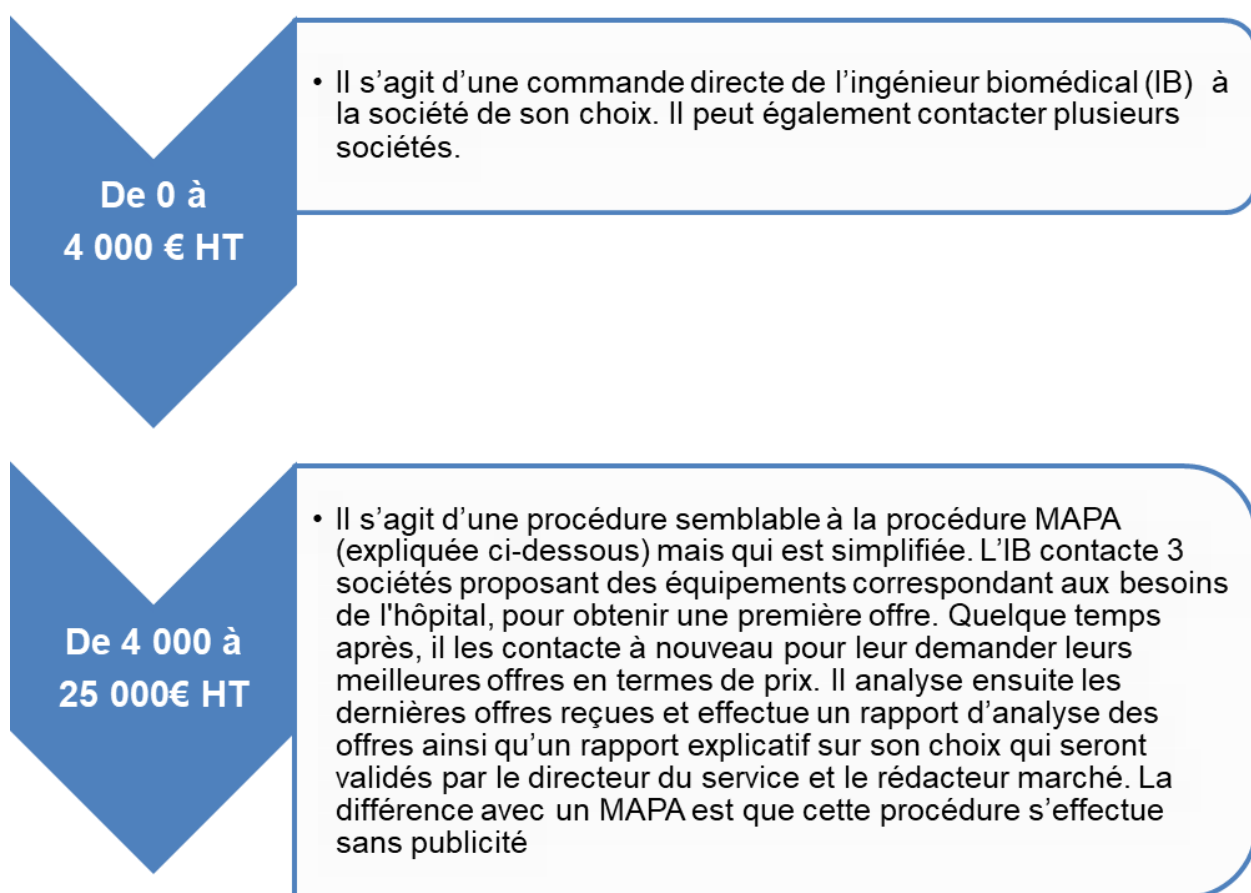 De 0 à
4 000 € HT
• Il s’agit d’une commande directe de l’ingénieur biomédical (IB) à
la société de son choix. Il peut également contacter plusieurs
sociétés.
De 4 000 à
25 000€ HT
• Il s’agit d’une procédure semblable à la procédure MAPA
(expliquée ci-dessous) mais qui est simplifiée. L’IB contacte 3
sociétés proposant des équipements correspondant aux besoins
de l'hôpital, pour obtenir une première offre. Quelque temps
après, il les contacte à nouveau pour leur demander leurs
meilleures offres en termes de prix. Il analyse ensuite les
dernières offres reçues et effectue un rapport d’analyse des
offres ainsi qu’un rapport explicatif sur son choix qui seront
validés par le directeur du service et le rédacteur marché. La
différence avec un MAPA est que cette procédure s’effectue
sans publicité